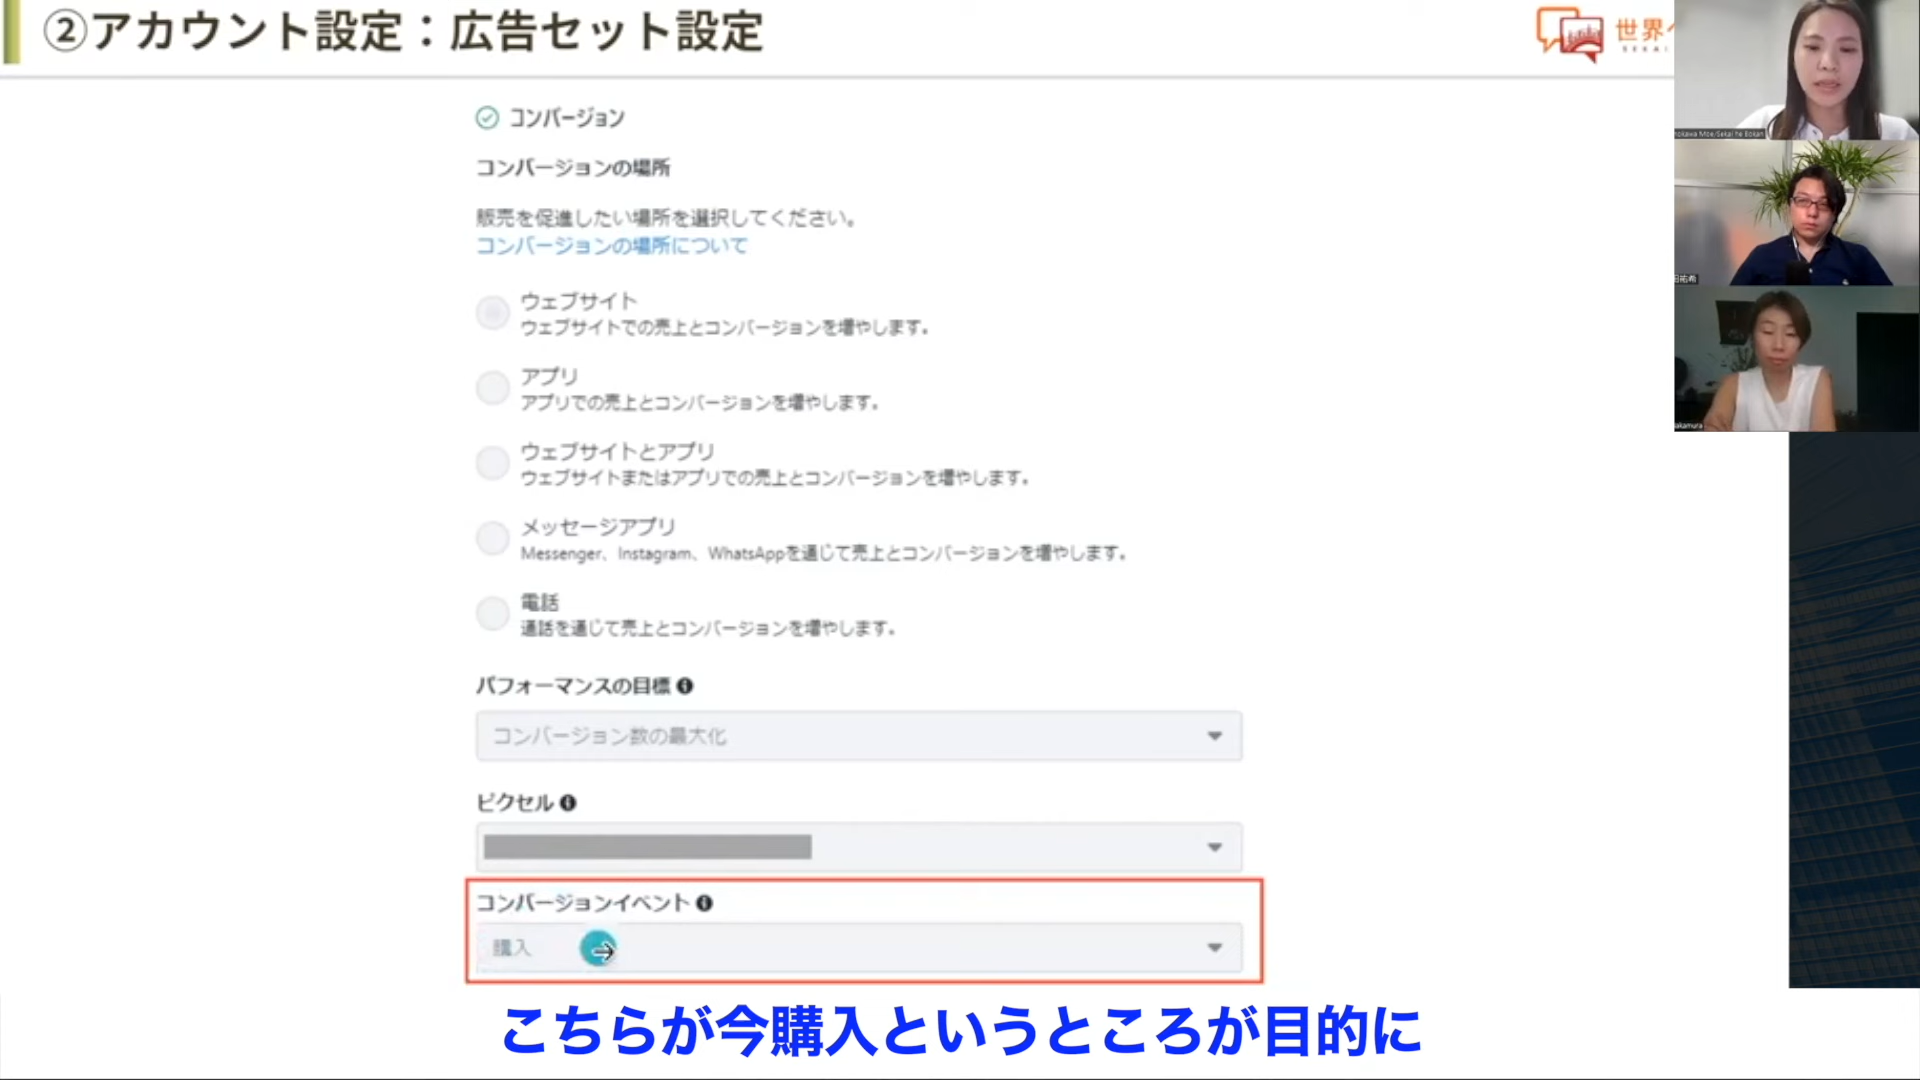 ②アカウント設定：広告セット設定
世界へ
コンバージョン
コンバージョンの場所
販売を促進したい場所を選択してください。
コンバージョンの場所について
ウェブサイト
ウェブサイトでの売上とコンバージョンを増やします。
アプリ
アプリでの売上とコンバージョンを増やします。
ウェブサイトとアプリ
ウェブサイトまたはアプリでの売上とコンバージョンを増やします。
メッセージアプリ
Messenger、Instagram、WhatsAppを通じて売上とコンバージョンを増やします。
電話
通話を通じて売上とコンバージョンを増やします。
パフォーマンスの目標
コンバージョン数の最大化
ピクセル
コンバージョンイベント
購入
こちらが今購入というところが目的に